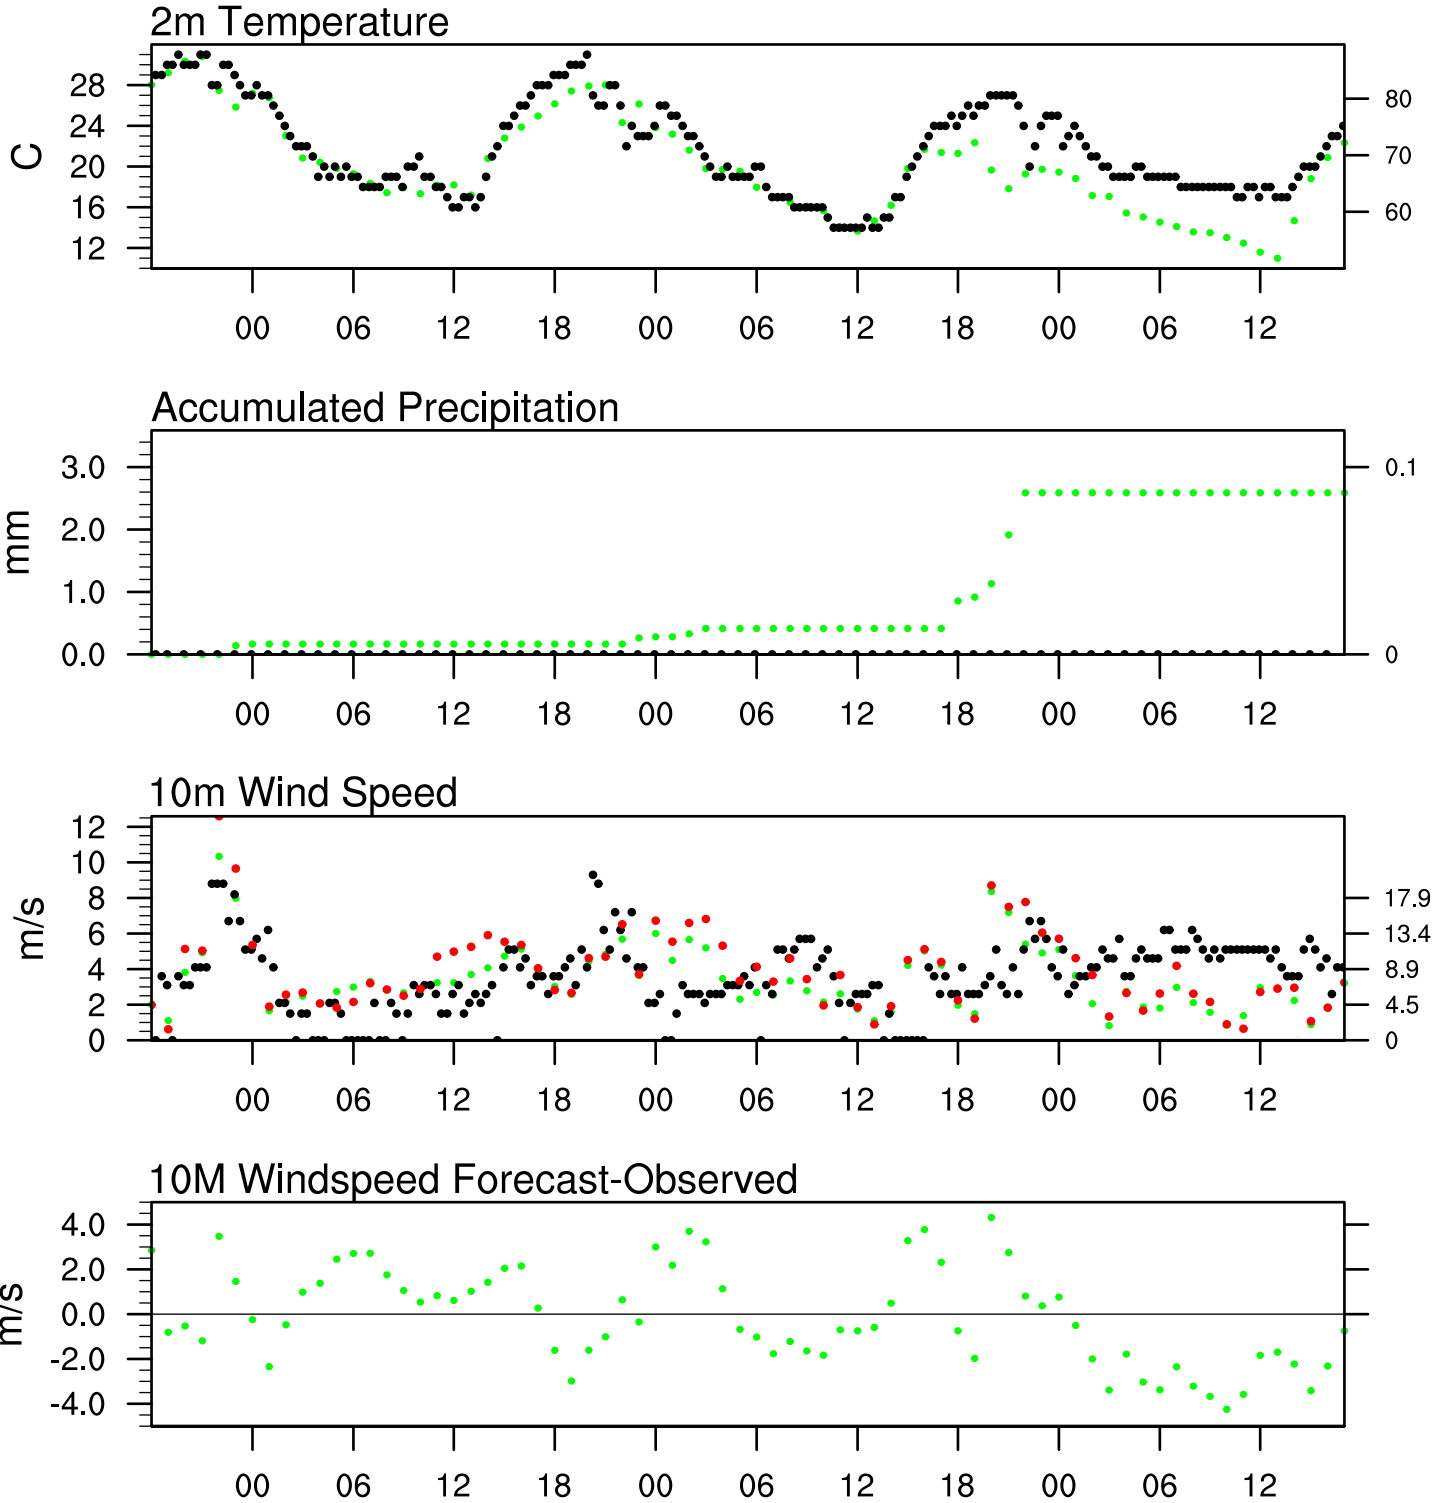 2m Temperature
C
28
24
20
16
12
80
70
60
00 06 12 18 00 06 12 18 00 06 12
Accumulated Precipitation
mm
3.0
2.0
1.0
0.0
0.1
0
00 06 12 18 00 06 12 18 00 06 12
10m Wind Speed
m/s
12
10
8
6
4
2
0
17.9
13.4
8.9
4.5
0
00 06 12 18 00 06 12 18 00 06 12
10M Windspeed Forecast-Observed
m/s
4.0
2.0
0.0
-2.0
-4.0
00 06 12 18 00 06 12 18 00 06 12